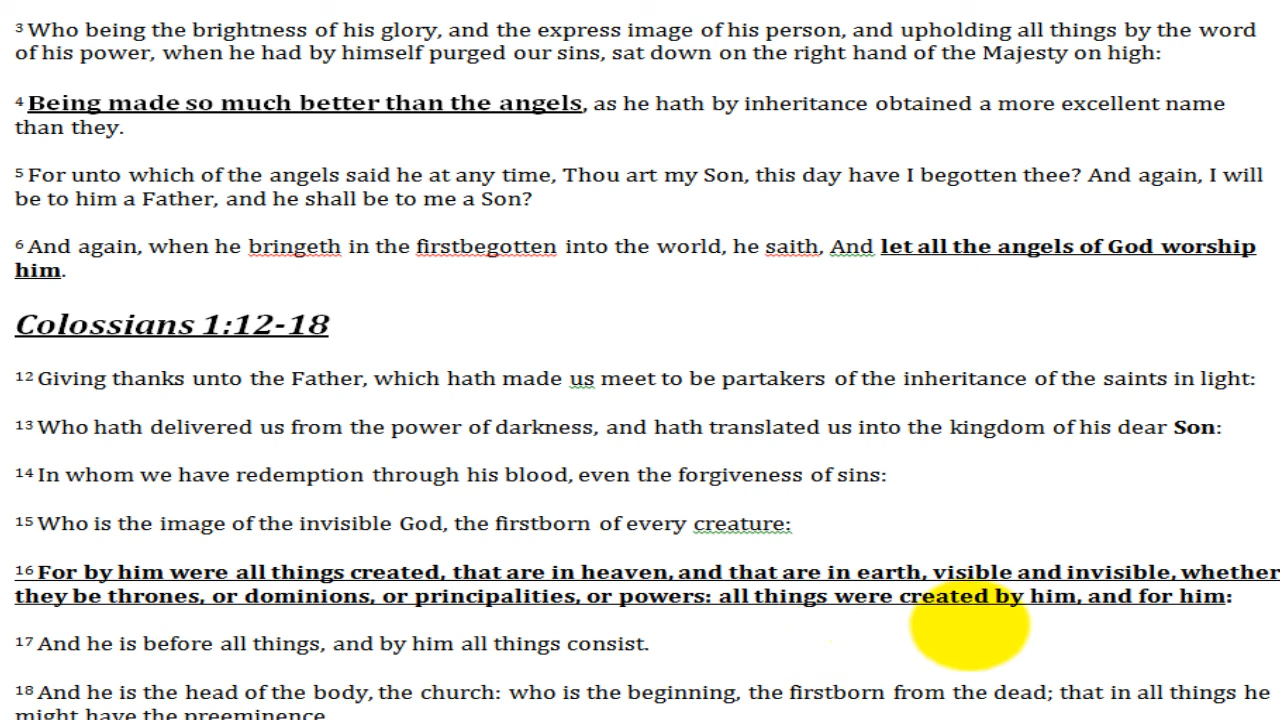 3 Who being the brightness of his glory, and the express image of his person, and upholding all things by the word
of his power, when he had by himself purged our sins, sat down on the right hand of the Majesty on high:
4 Being made so much better than the angels, as he hath by inheritance obtained a more excellent name
than they.
5 For unto which of the angels said he at any time, Thou art my Son, this day have I begotten thee? And again, I will
be to him a Father, and he shall be to me a Son?
6 And again, when he bringeth in the firstbegotten into the world, he saith, And let all the angels of God worship
him.
Colossians 1:12-18
12 Giving thanks unto the Father, which hath made us meet to be partakers of the inheritance of the saints in light:
13 Who hath delivered us from the power of darkness, and hath translated us into the kingdom of his dear Son:
14 In whom we have redemption through his blood, even the forgiveness of sins:
15 Who is the image of the invisible God, the firstborn of every creature:
16 For by him were all things created, that are in heaven, and that are in earth, visible and invisible, whether
they be thrones, or dominions, or principalities, or powers: all things were created by him, and for him:
17 And he is before all things, and by him all things consist.
18 And he is the head of the body, the church: who is the beginning, the firstborn from the dead; that in all things he
might have the preeminence